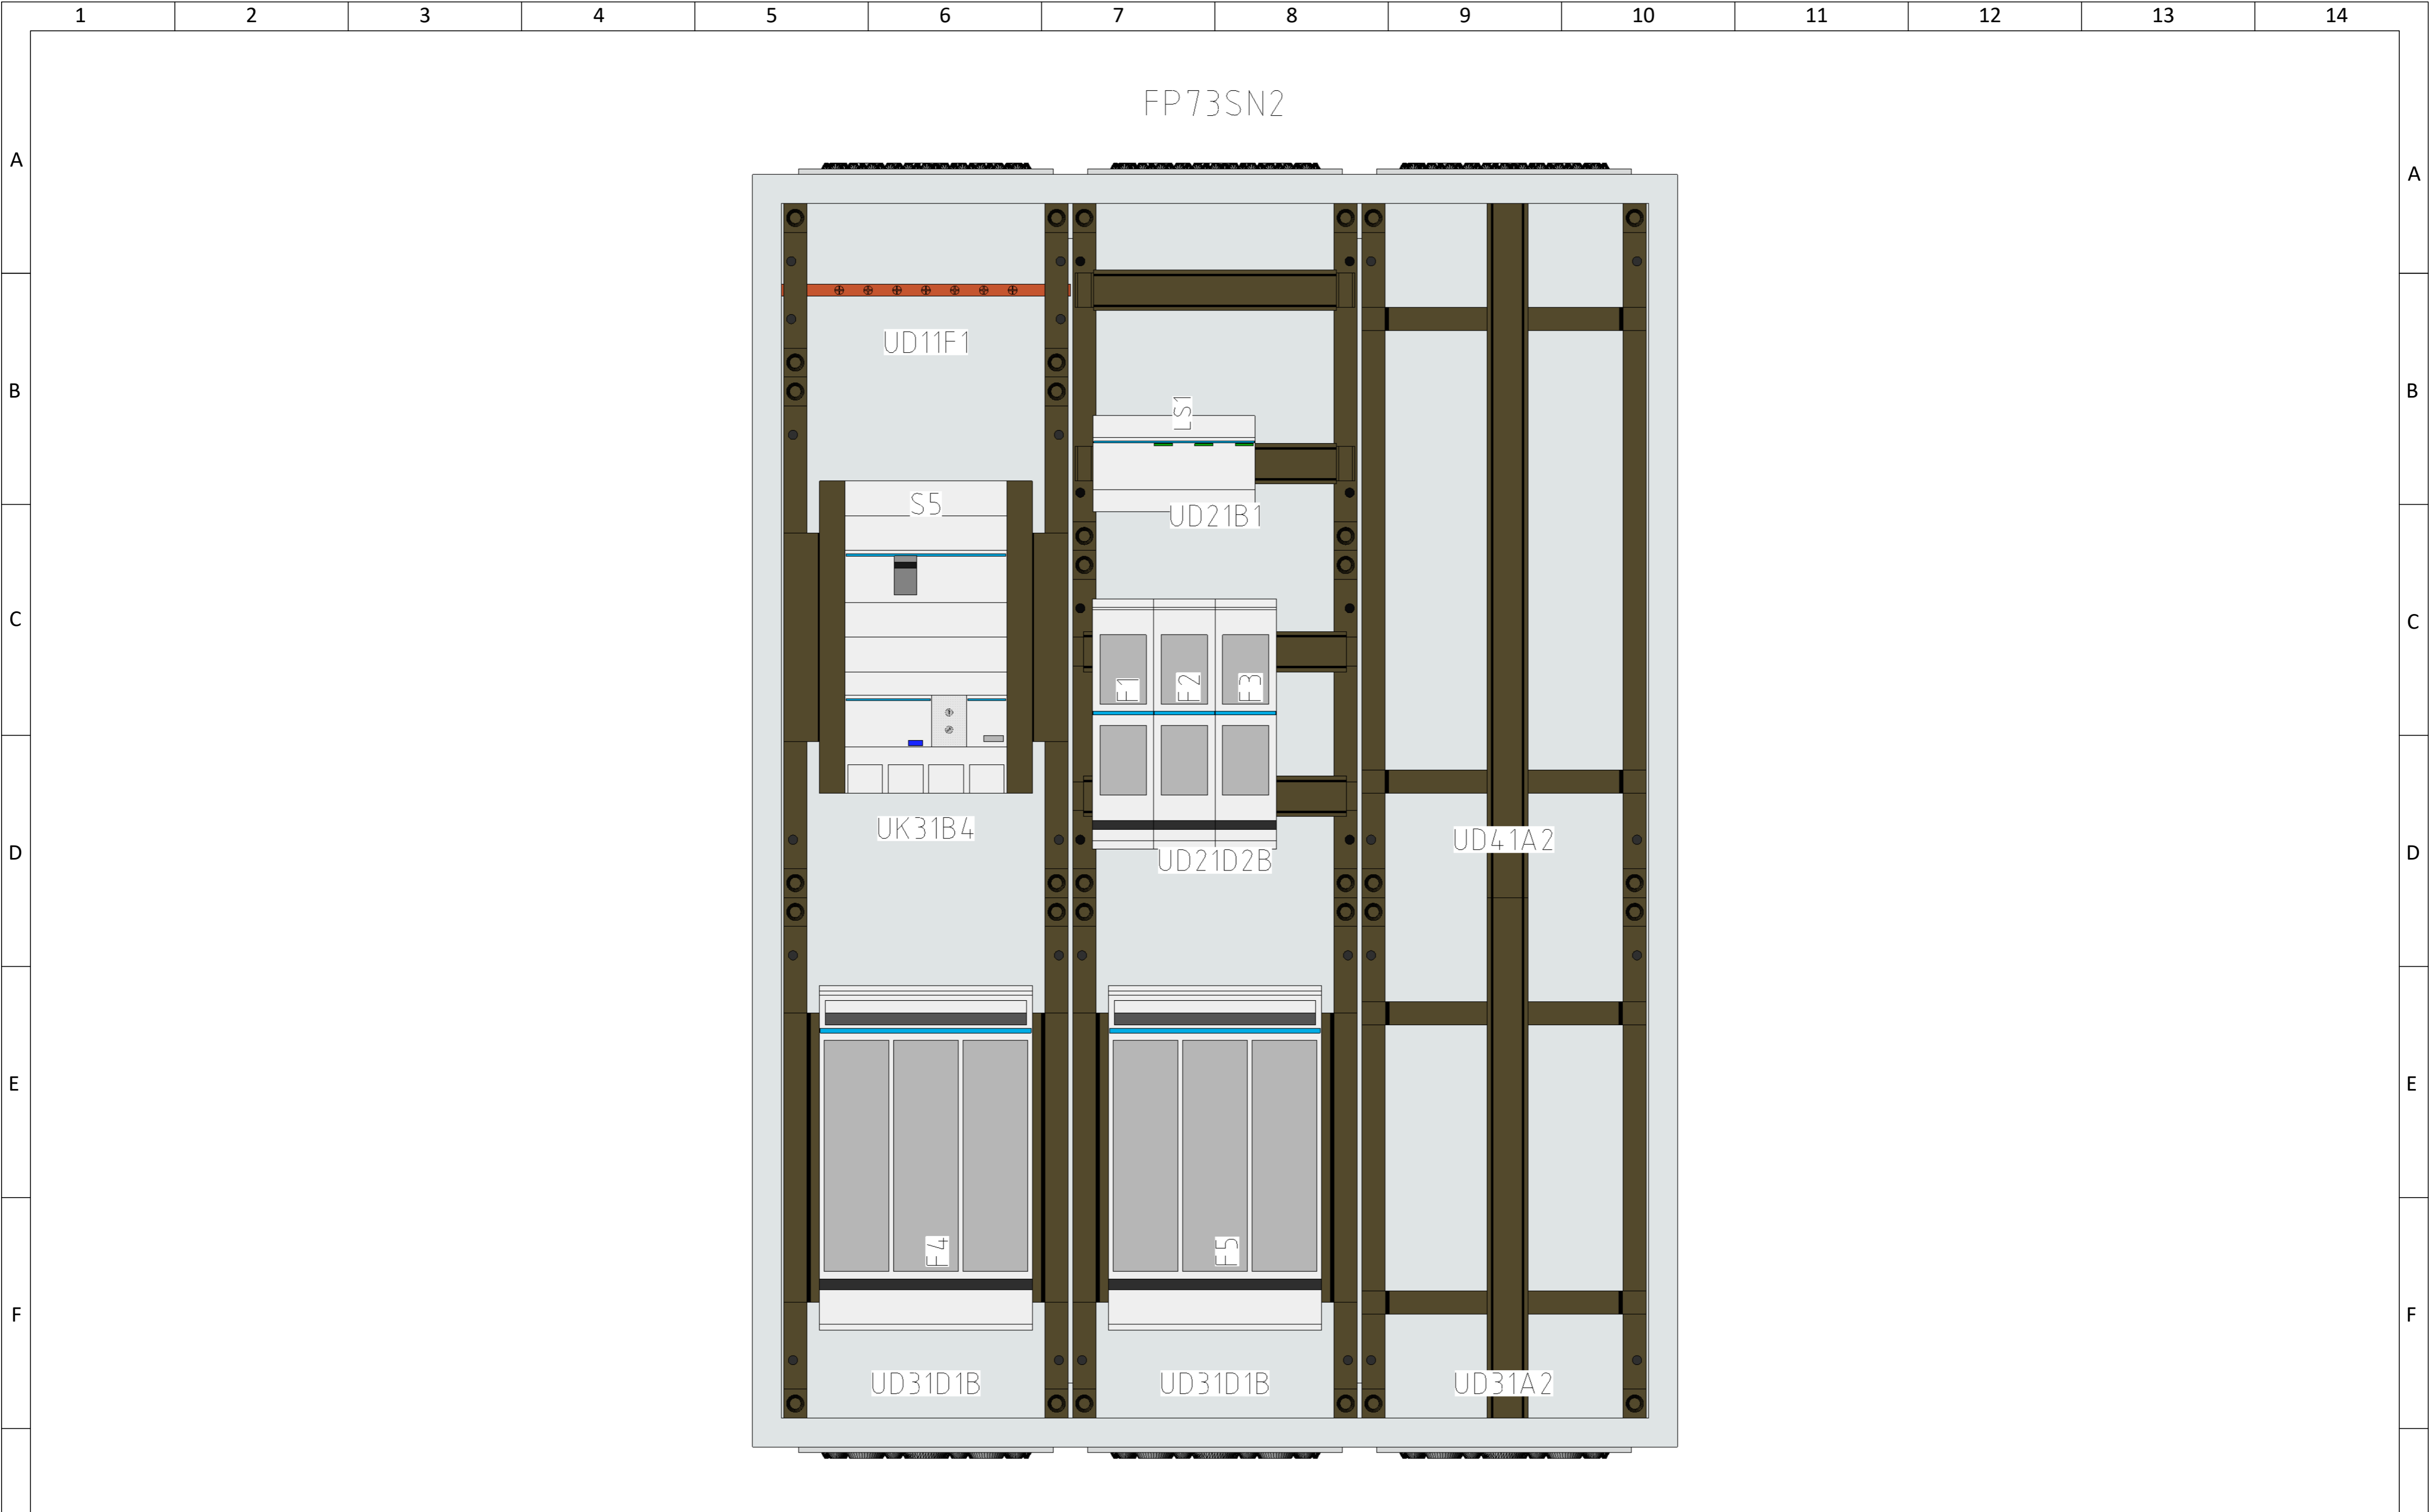 1 2 3 4 5 6 7 8 9 10 11 12 13 14
FP73SN2
A A
UD11F1
B B
LS1
S5
UD21B1
C C
F1 F2 F3
UK31B4
UD41A2
D D
UD21D2B
E E
F4 F5
F F
UD31D1B UD31D1B UD31A2